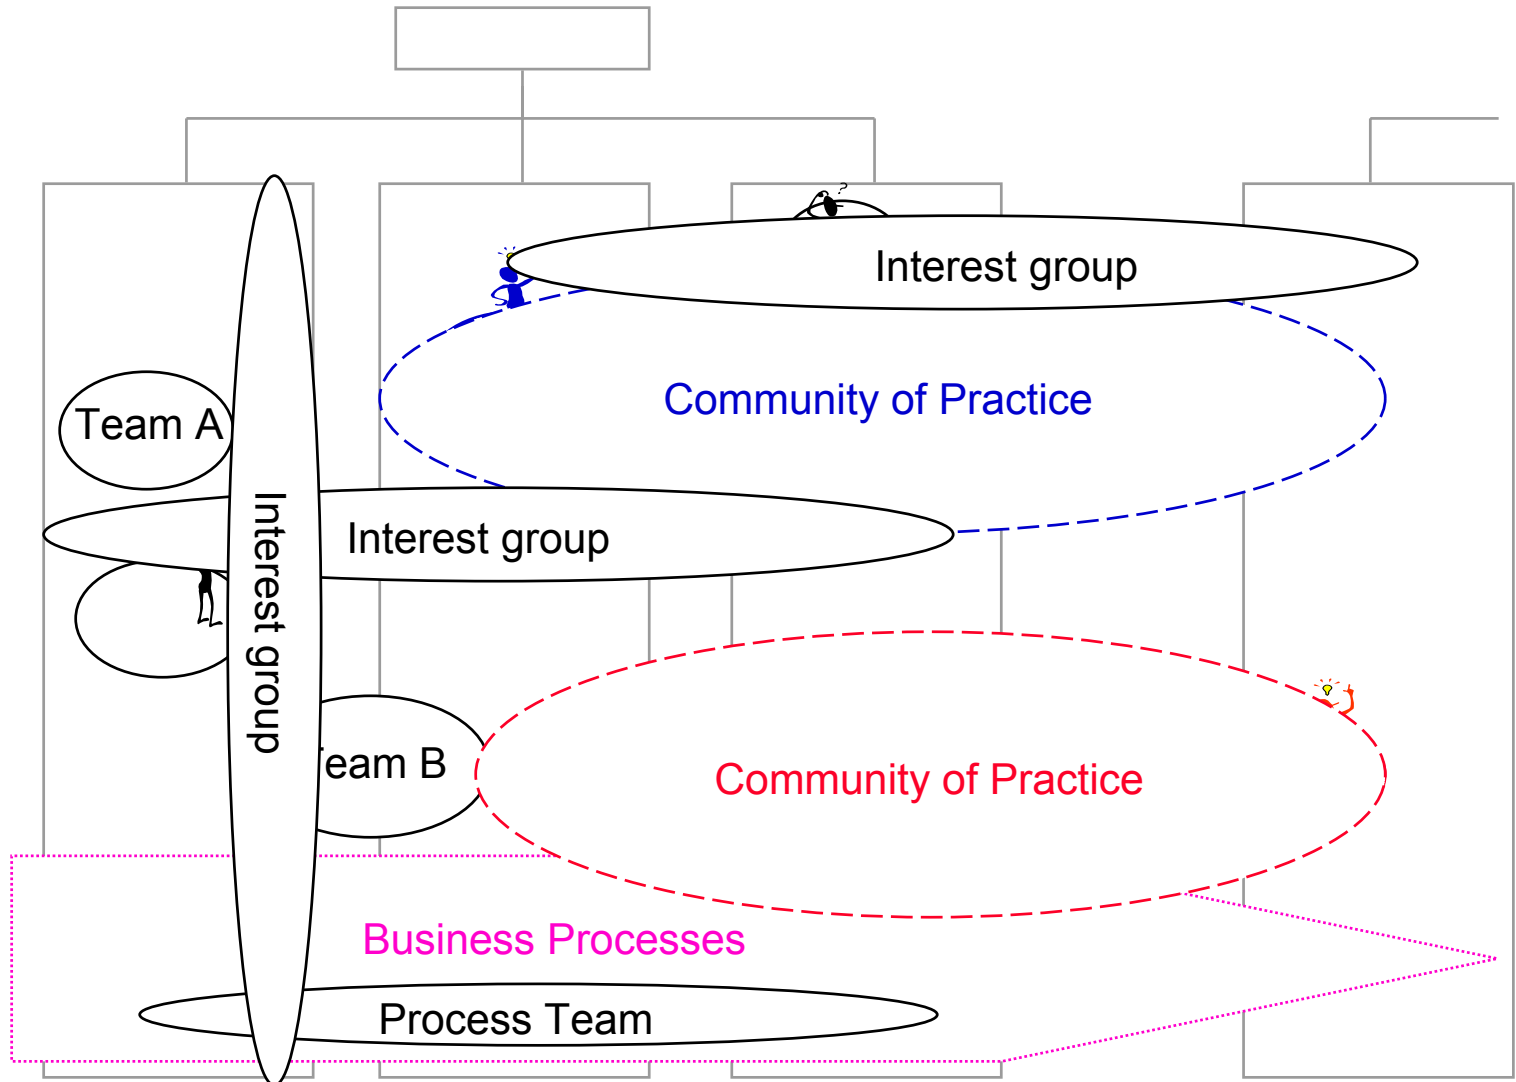 ?
Interest group
Community of Practice
Team A
Interest group
Interest group
eam B
Community of Practice
Business Processes
Process Team